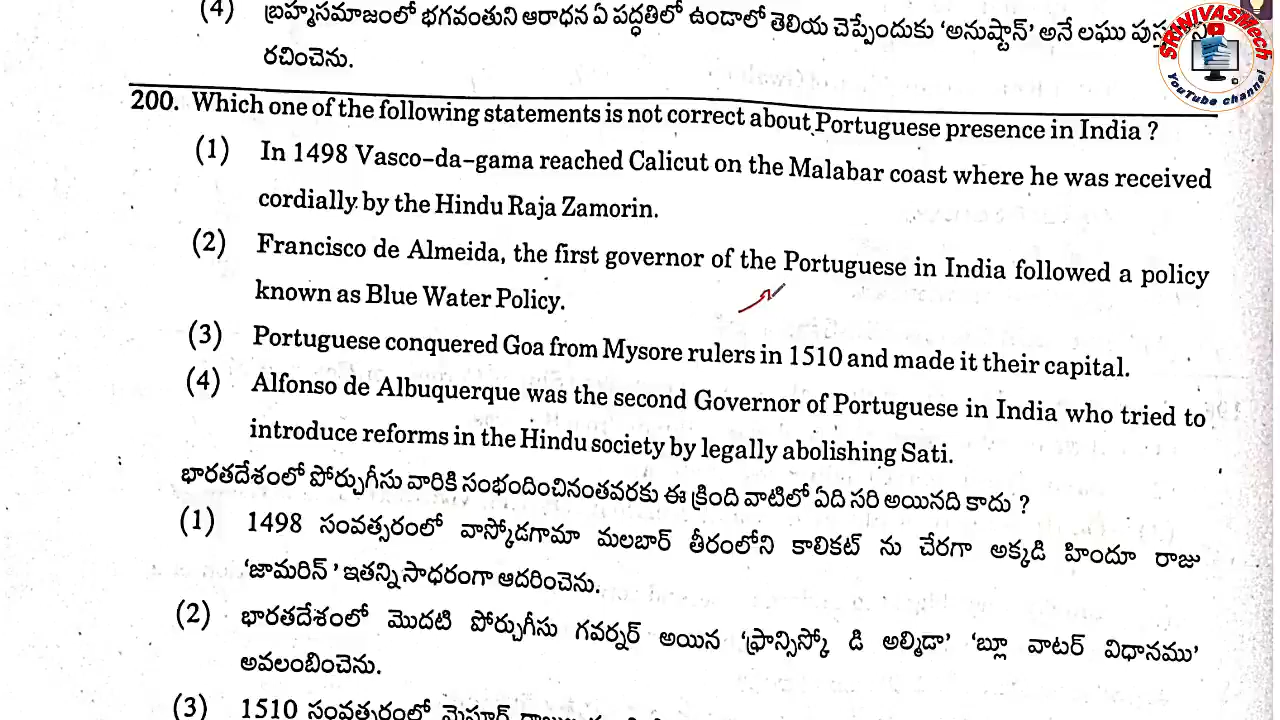 (4) బ్రహ్మసమాజంలో భగవంతుని ఆరాధన ఏ పద్ధతిలో ఉండాలో తెలియ చెప్పేందుకు 'అనుష్టాన్' అనే లఘు
రచించెను.
SRINIVASMech
YouTube channel
200. Which one of the following statements is not correct about Portuguese presence in India ?
(1) In 1498 Vasco-da-gama reached Calicut on the Malabar coast where he was received
cordially by the Hindu Raja Zamorin.
(2) Francisco de Almeida, the first governor of the Portuguese in India followed a policy
known as Blue Water Policy.
(3) Portuguese conquered Goa from Mysore rulers in 1510 and made it their capital.
(4) Alfonso de Albuquerque was the second Governor of Portuguese in India who tried to
introduce reforms in the Hindu society by legally abolishing Sati.
భారతదేశంలో పోర్చుగీసు వారికి సంభందించినంతవరకు ఈ క్రింది వాటిలో ఏది సరి అయినది కాదు ?
(1) 1498 సంవత్సరంలో వాస్కోడగామా మలబార్ తీరంలోని కాలికట్ ను చేరగా అక్కడి హిందూ రాజు
'జామరిన్' ఇతన్ని సాధరంగా ఆదరించెను.
(2) భారతదేశంలో మొదటి పోర్చుగీసు గవర్నర్ అయిన 'ఫ్రాన్సిస్కో డి అల్మిడా' 'బ్లూ వాటర్ విధానము'
అవలంబించెను.
(3) 1510 సంవత్సరంలో మైసూర్